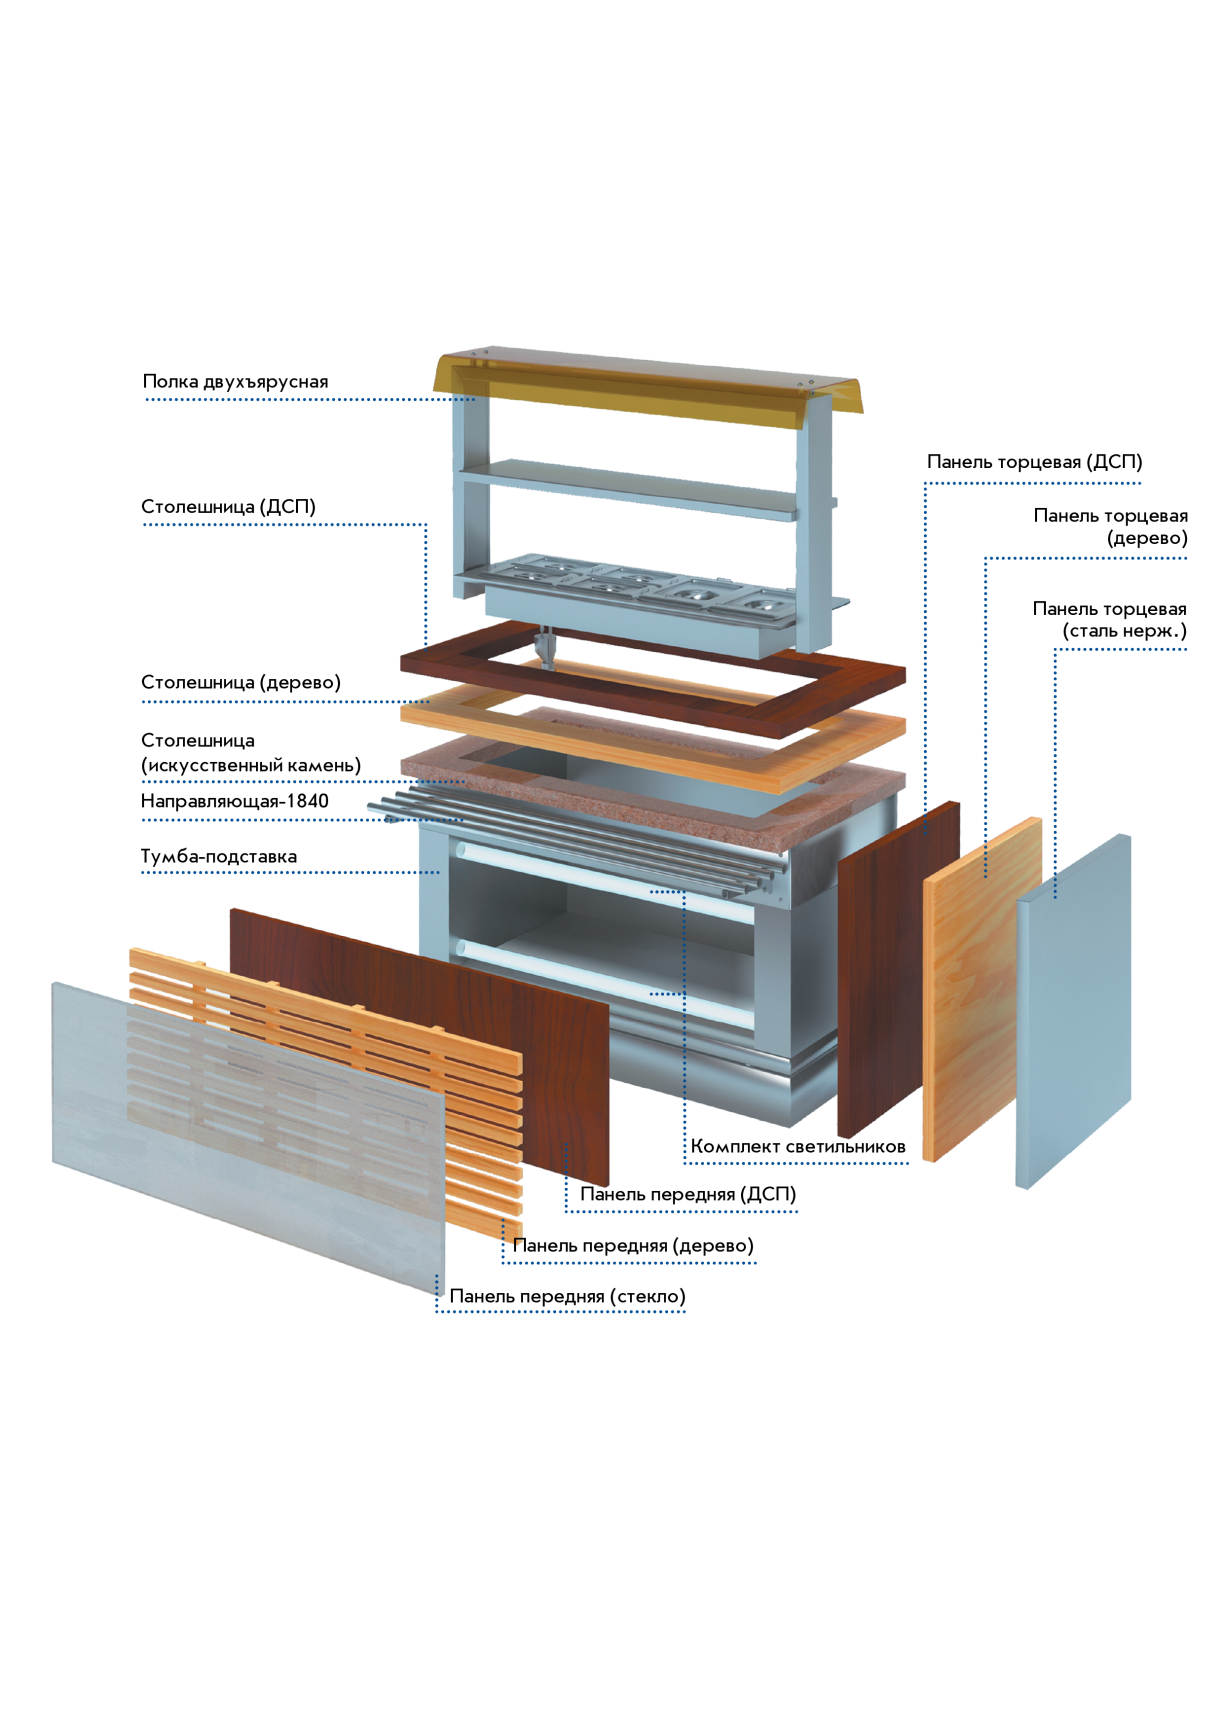 Полка двухъярусная
Столешница (ДСП)
Столешница (дерево)
Столешница
(искусственный камень)
Направляющая-1840
Тумба-подставка
Панель торцевая (ДСП)
Панель торцевая
(дерево)
Панель торцевая
(сталь нерж.)
Комплект светильников
Панель передняя (ДСП)
Панель передняя (дерево)
Панель передняя (стекло)